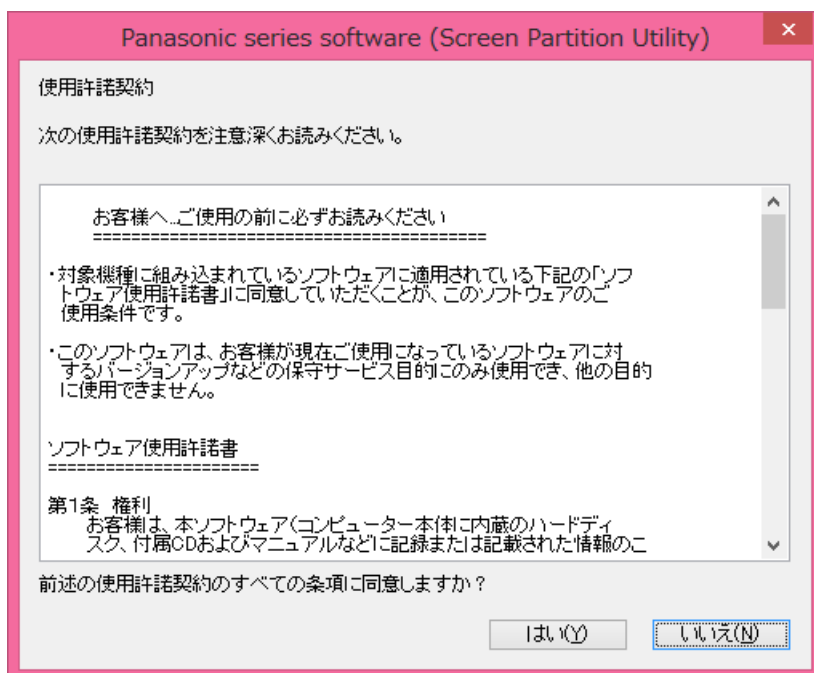 Panasonic series software (Screen Partition Utility)
使用許諾契約
次の使用許諾契約を注意深くお読みください。
お客様へ...ご使用の前に必ずお読みください
=========================================
・対象機種に組み込まれているソフトウェアに適用されている下記の「ソフ
トウェア使用許諾書」に同意していただくことが、このソフトウェアのご
使用条件です。
・このソフトウェアは、お客様が現在ご使用になっているソフトウェアに対
するバージョンアップなどの保守サービス目的にのみ使用でき、他の目的
に使用できません。
ソフトウェア使用許諾書
======================
第1条 権利
お客様は、本ソフトウェア(コンピューター本体に内蔵のハードディ
スク、付属CDおよびマニュアルなどに記録または記載された情報のこ
前述の使用許諾契約のすべての条項に同意しますか?
はい(Y)
いいえ(N)